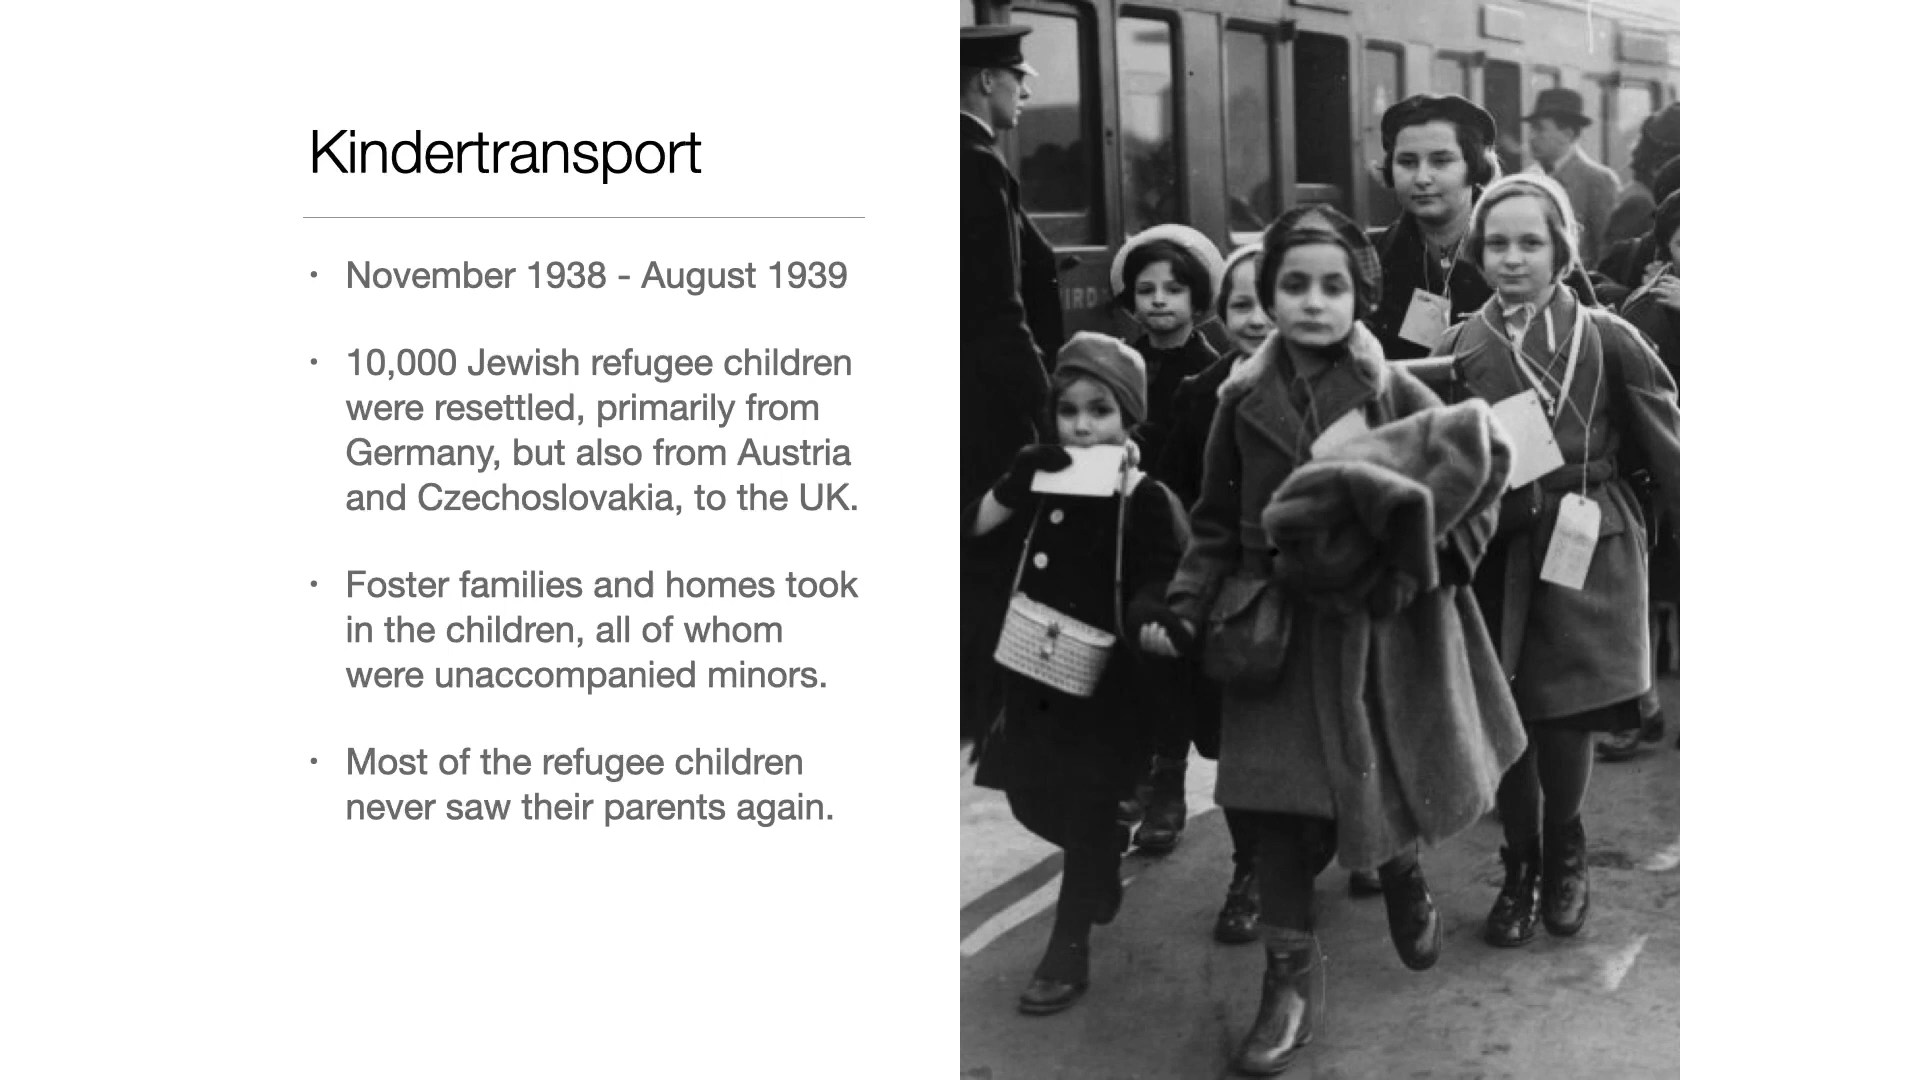 Kindertransport
• November 1938 - August 1939
• 10,000 Jewish refugee children
were resettled, primarily from
Germany, but also from Austria
and Czechoslovakia, to the UK.
• Foster families and homes took
in the children, all of whom
were unaccompanied minors.
• Most of the refugee children
never saw their parents again.
IRD